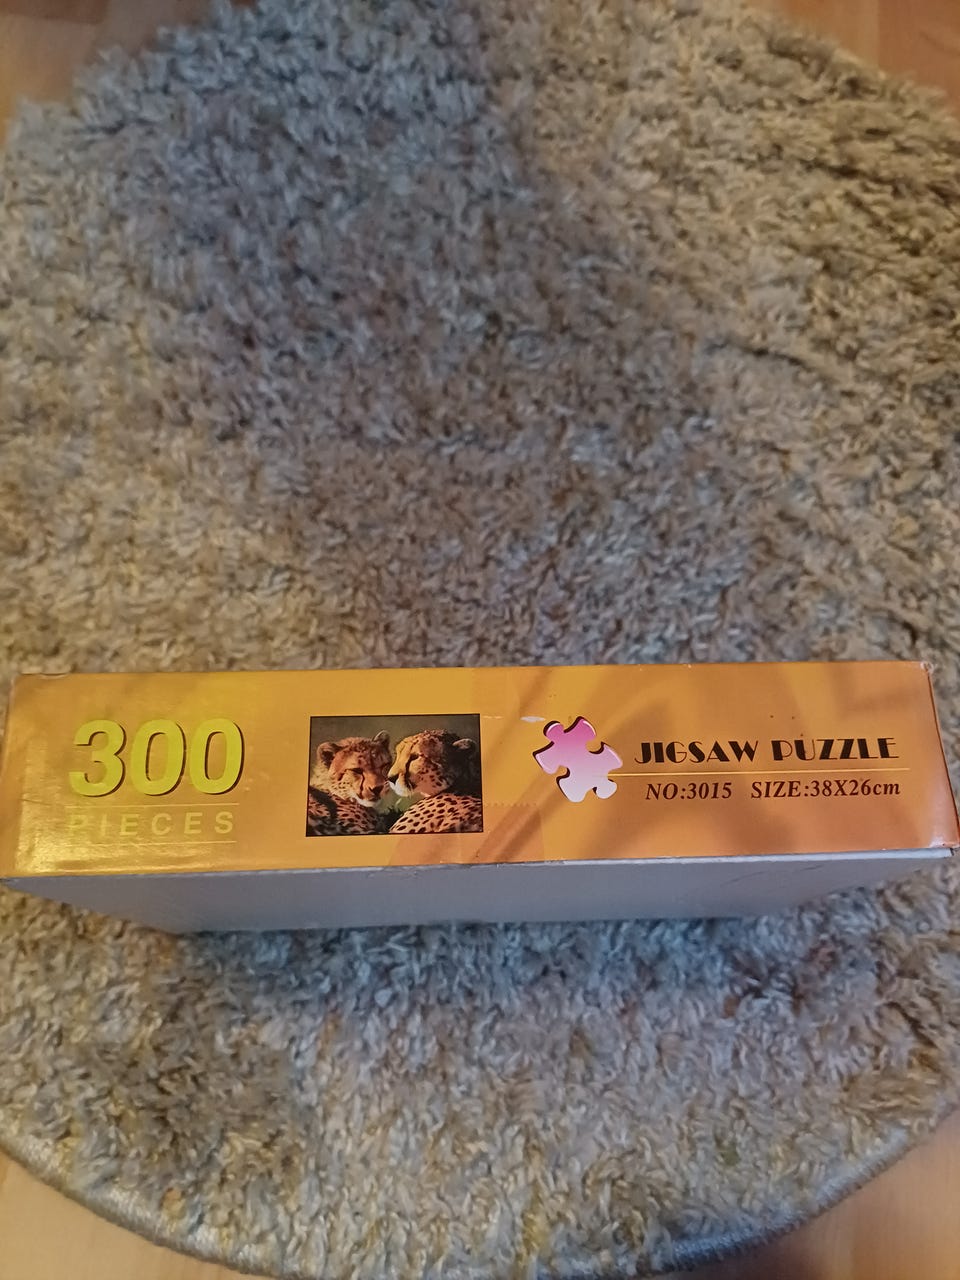 300
PIECES
JIGSAW PUZZLE
NO:3015 SIZE:38X26cm